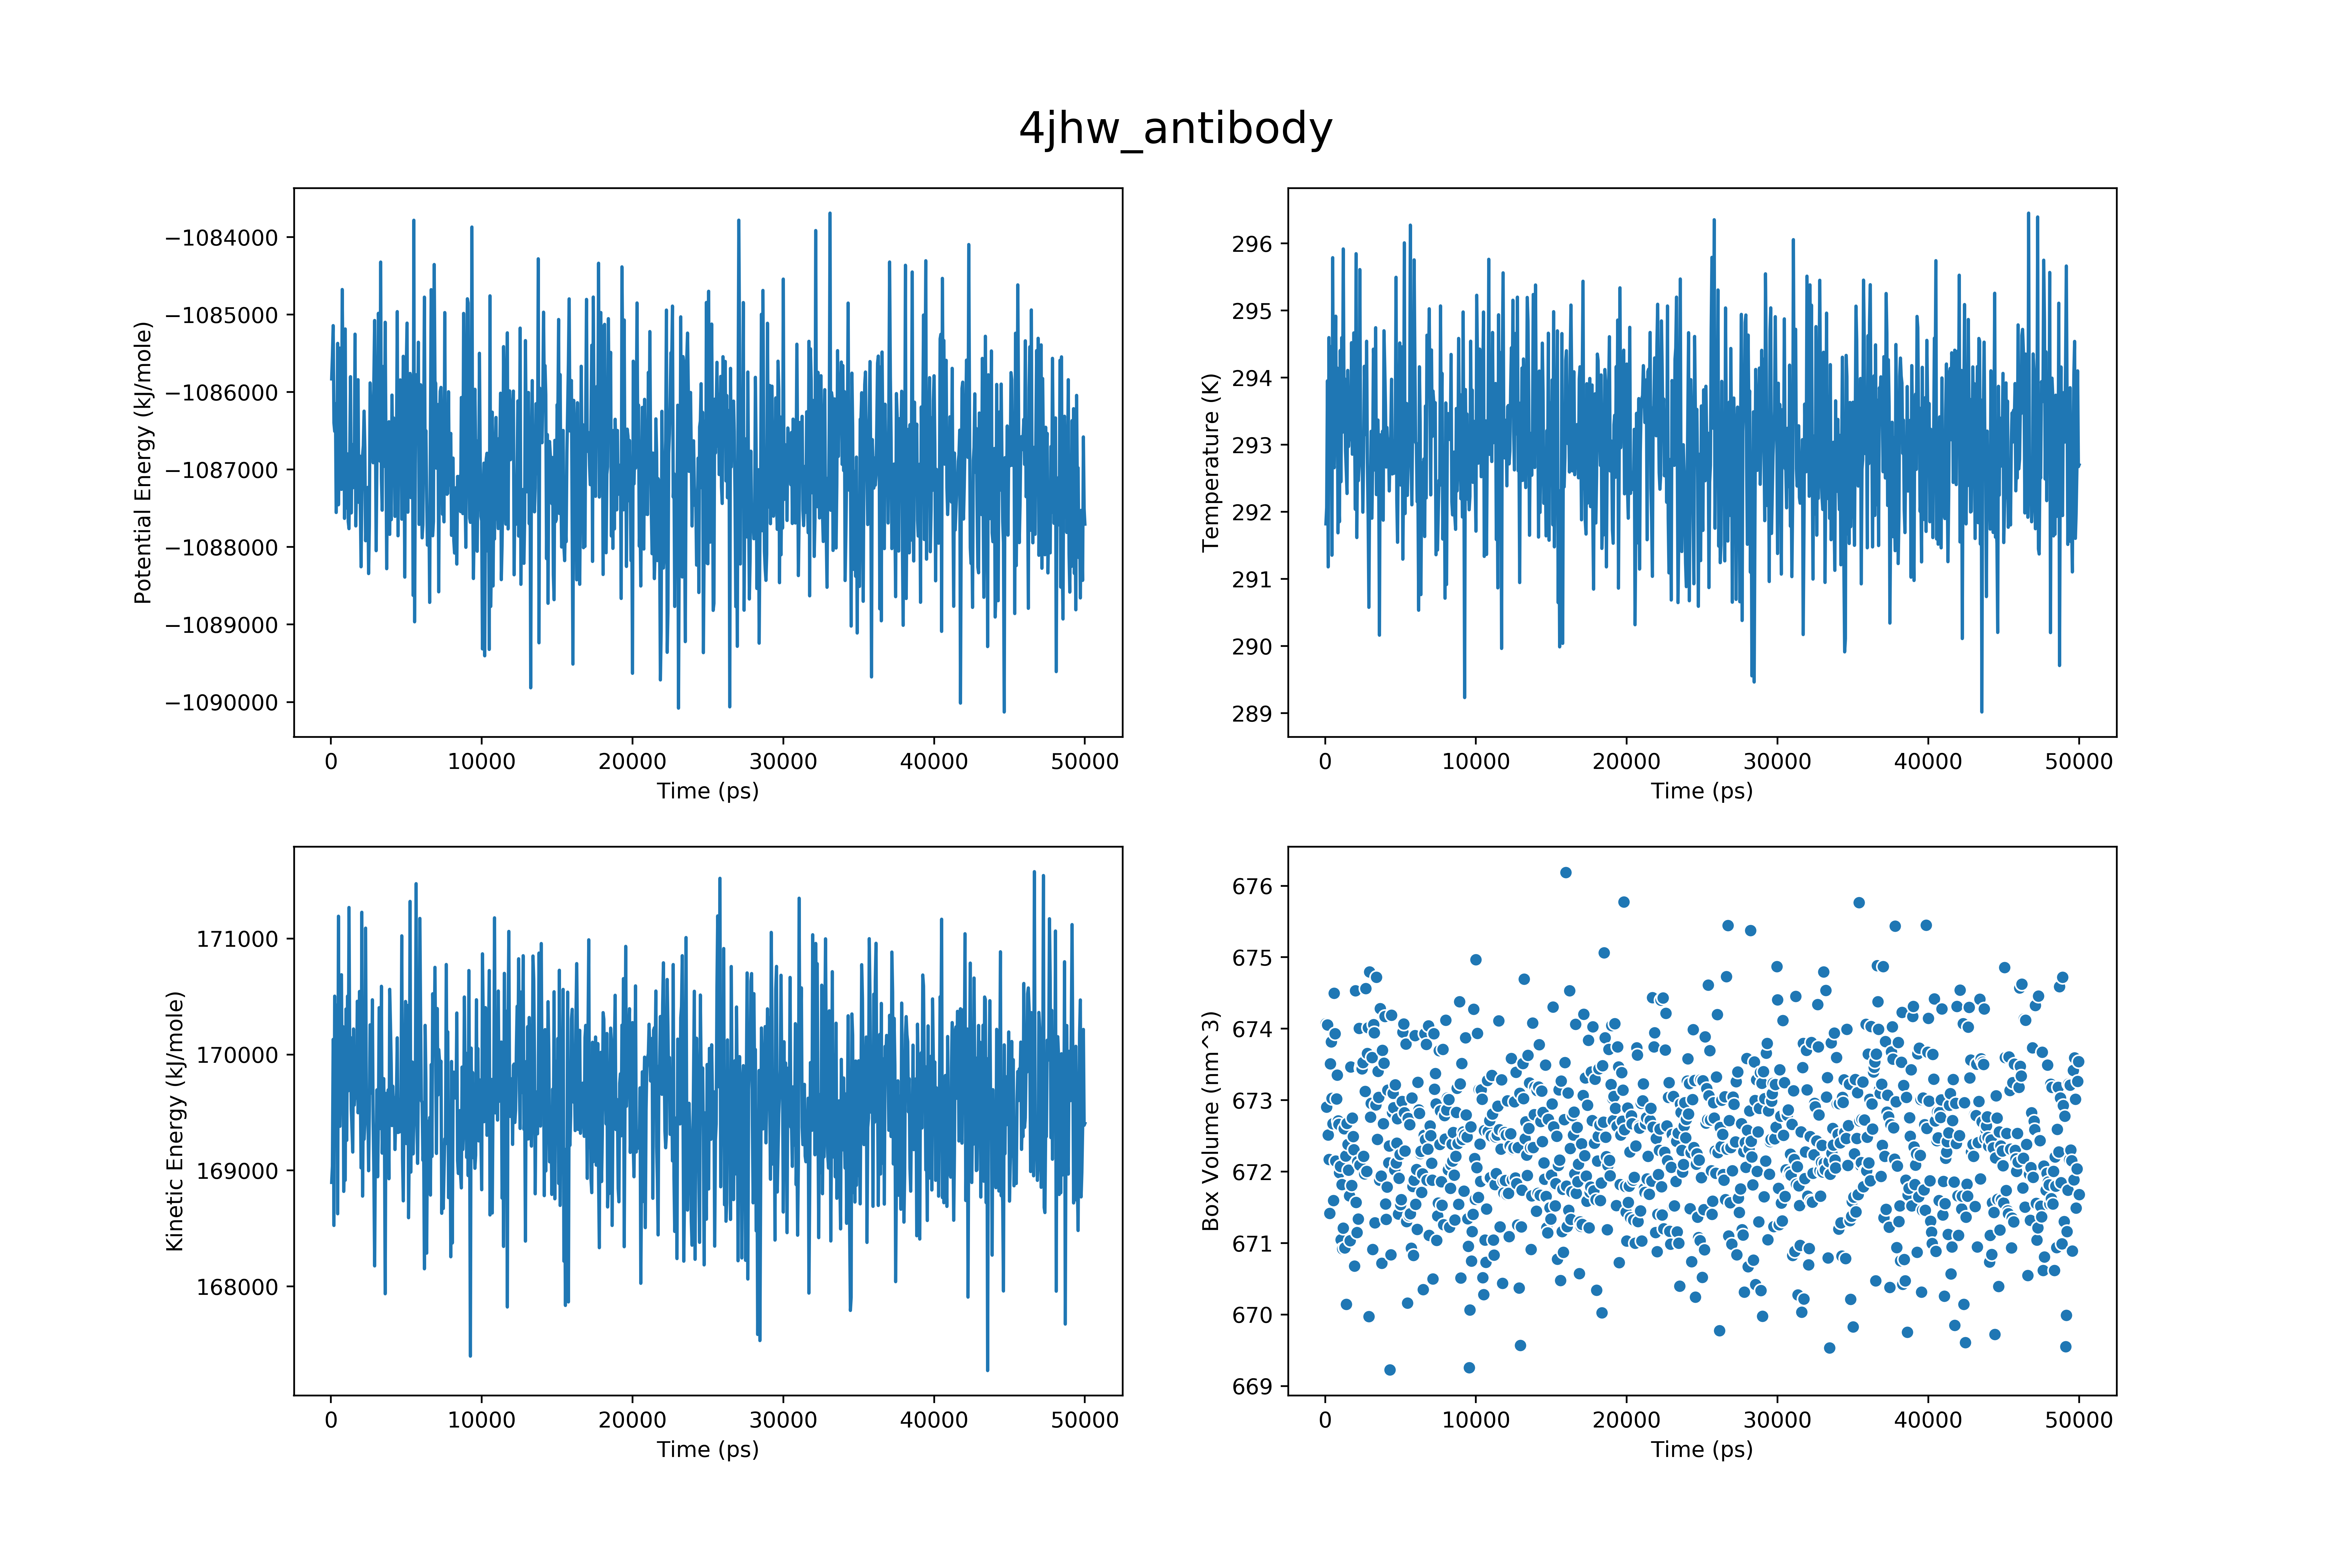 4jhw_antibody
Potential Energy (kJ/mole)
−1084000
−1085000
−1086000
−1087000
−1088000
−1089000
−1090000
0 10000 20000 30000 40000 50000
Time (ps)
Temperature (K)
296
295
294
293
292
291
290
289
0 10000 20000 30000 40000 50000
Time (ps)
Kinetic Energy (kJ/mole)
171000
170000
169000
168000
0 10000 20000 30000 40000 50000
Time (ps)
Box Volume (nm^3)
676
675
674
673
672
671
670
669
0 10000 20000 30000 40000 50000
Time (ps)